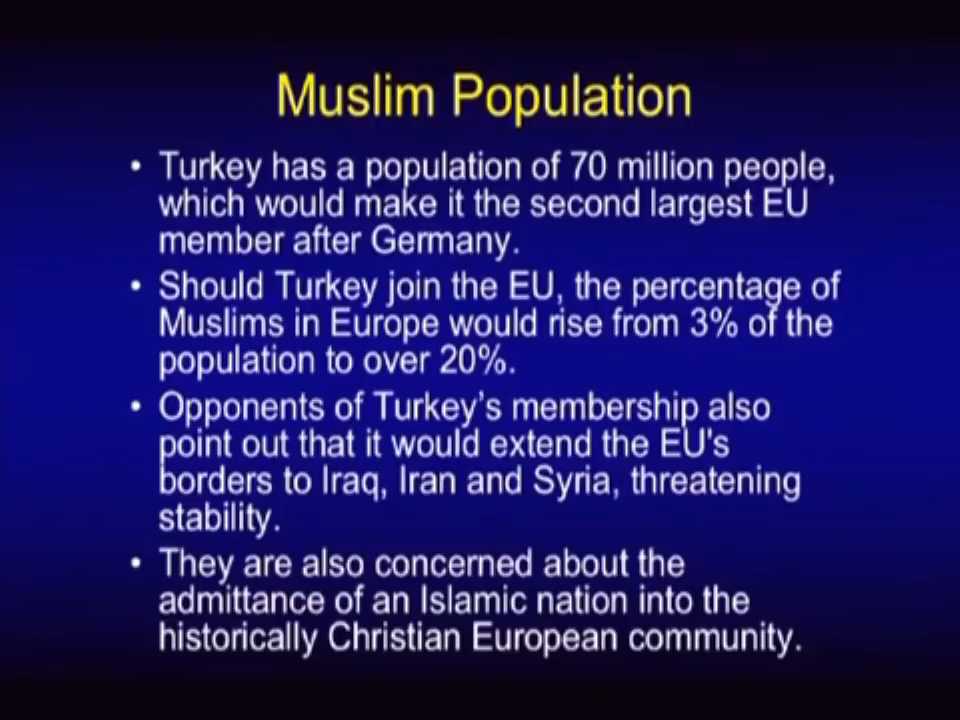 Muslim Population
• Turkey has a population of 70 million people,
which would make it the second largest EU
member after Germany.
• Should Turkey join the EU, the percentage of
Muslims in Europe would rise from 3% of the
population to over 20%.
• Opponents of Turkey’s membership also
point out that it would extend the EU's
borders to Iraq, Iran and Syria, threatening
stability.
• They are also concerned about the
admittance of an Islamic nation into the
historically Christian European community.